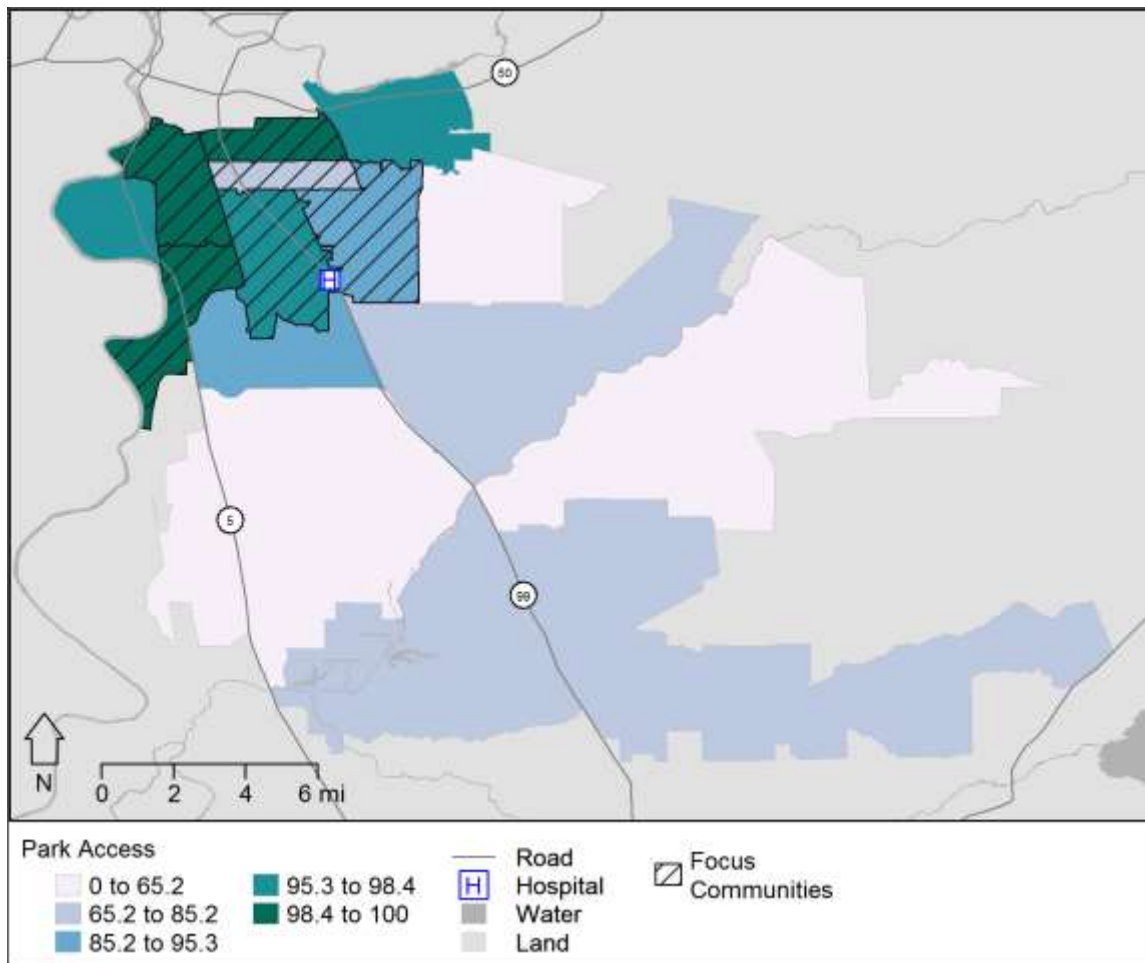 50
5
99
N
0 2 4 6 mi
Park Access
0 to 65.2
65.2 to 85.2
85.2 to 95.3
95.3 to 98.4
98.4 to 100
Road
H Hospital
Water
Land
Focus
Communities
H